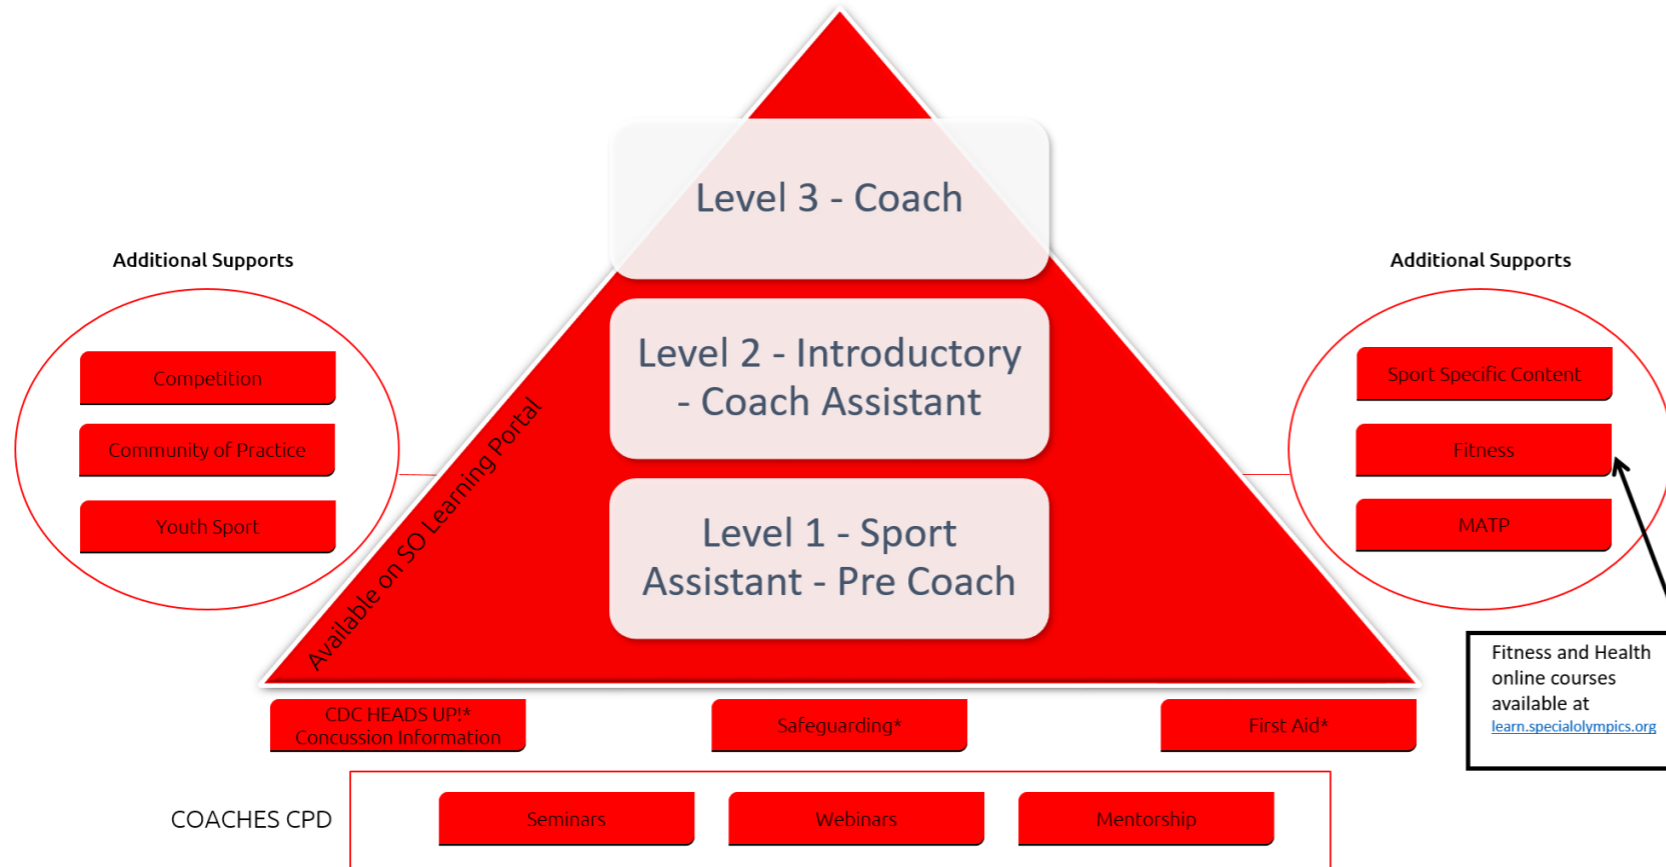 Level 3 - Coach
Additional Supports
Competition
Community of Practice
Youth Sport
Level 2 - Introductory
- Coach Assistant
Level 1 - Sport
Assistant - Pre Coach
Available on SO Learning Portal
Additional Supports
Sport Specific Content
Fitness
MATP
Fitness and Health
online courses
available at
learn.specialolympics.org
CDC HEADS UP!*
Concussion Information
Safeguarding*
First Aid*
COACHES CPD
Seminars
Webinars
Mentorship